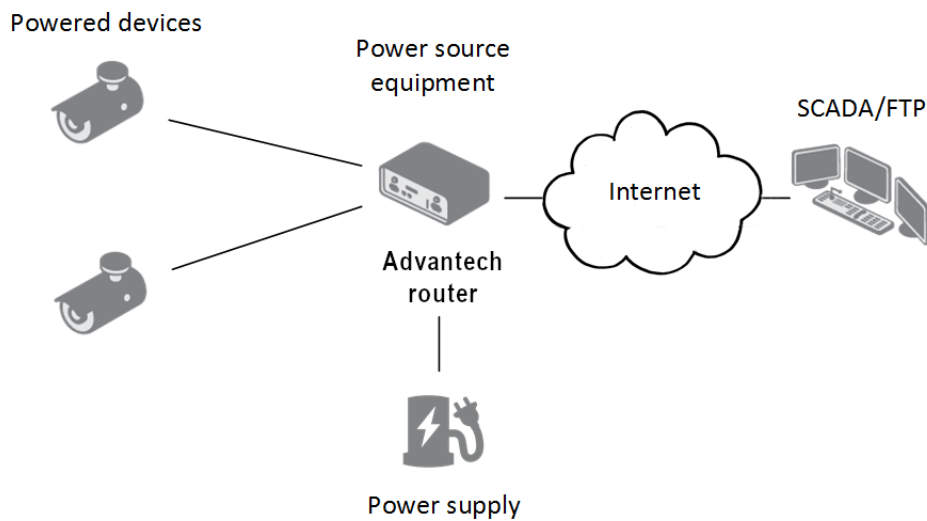 Powered devices
Power source
equipment
SCADA/FTP
Internet
Advantech
router
Power supply